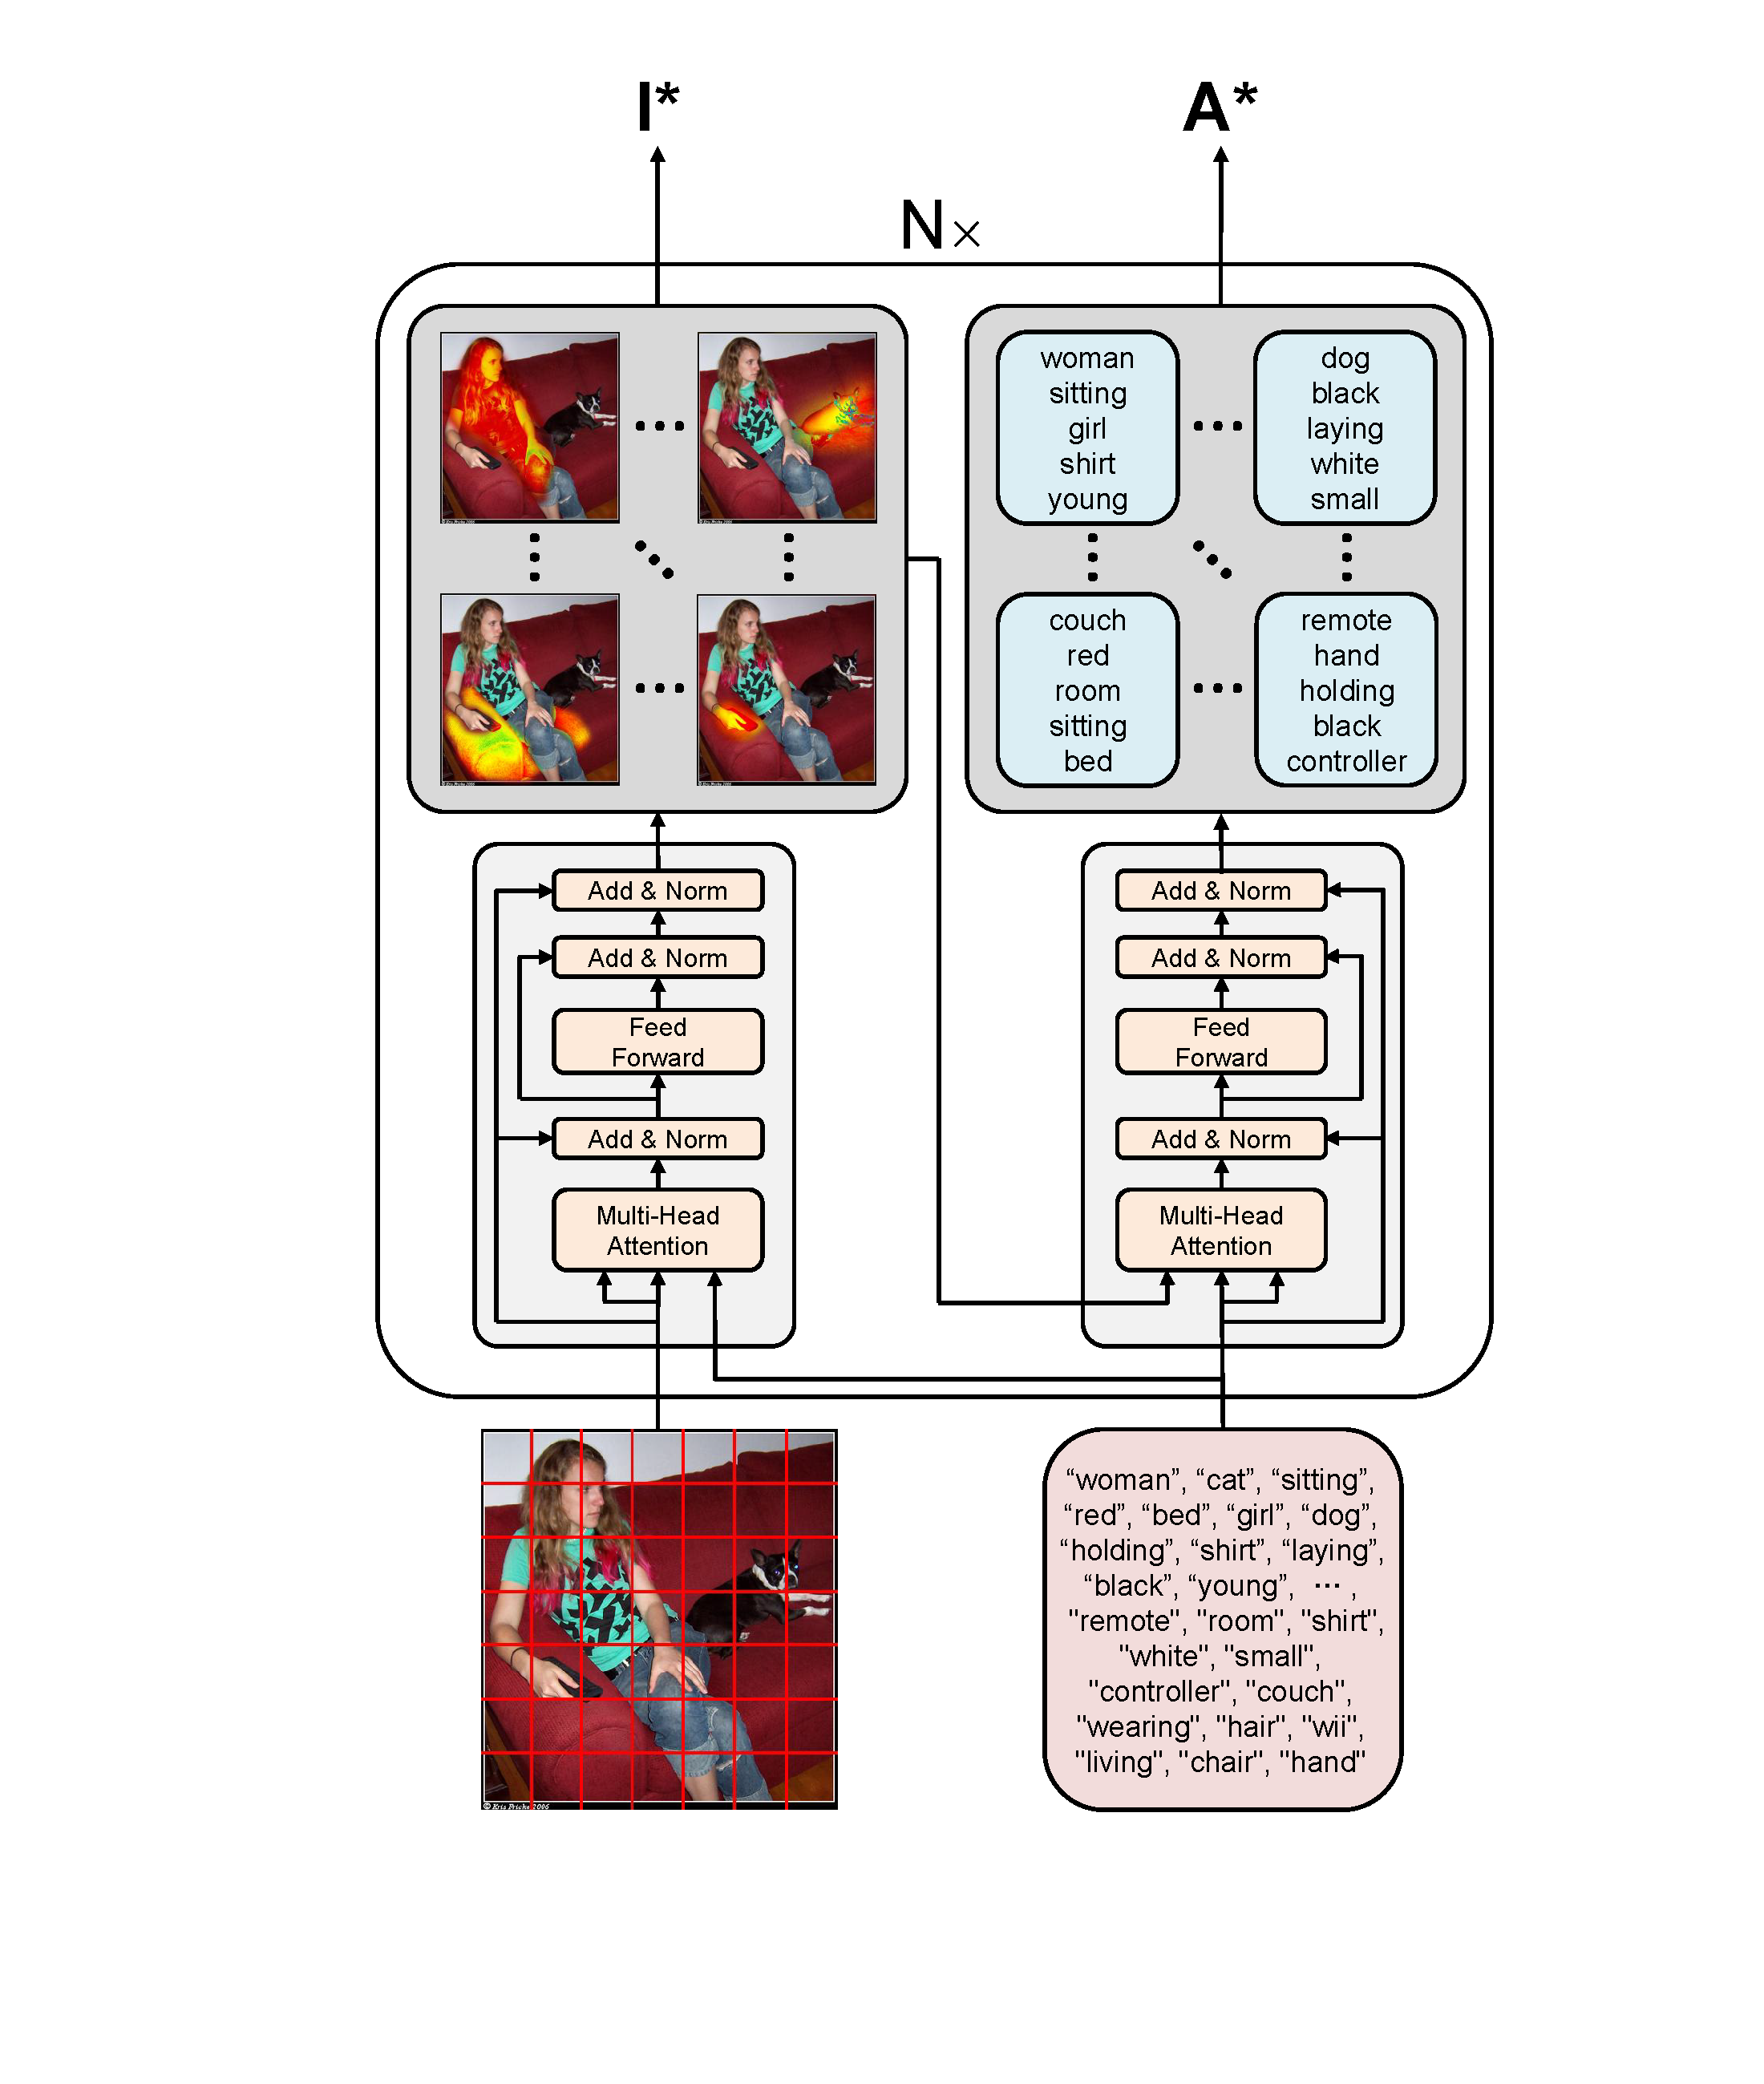 I*
A*
N×
woman
sitting
girl
shirt
young
dog
black
laying
white
small
couch
red
room
sitting
bed
remote
hand
holding
black
controller
Add & Norm
Add & Norm
Feed
Forward
Add & Norm
Multi-Head
Attention
Add & Norm
Add & Norm
Feed
Forward
Add & Norm
Multi-Head
Attention
© Kris Pricke 2006
“woman”, “cat”, “sitting”,
“red”, “bed”, “girl”, “dog”,
“holding”, “shirt”, “laying”,
“black”, “young”, ··· ,
"remote", "room", "shirt",
"white", "small",
"controller", "couch",
"wearing", "hair", "wii",
"living", "chair", "hand"